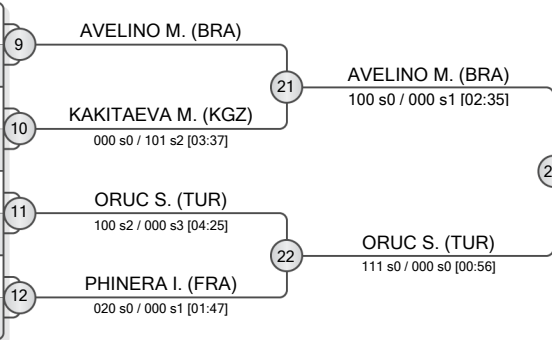 9
AVELINO M. (BRA)
21
AVELINO M. (BRA)
100 s0 / 000 s1 [02:35]
10
KAKITAEVA M. (KGZ)
000 s0 / 101 s2 [03:37]
11
ORUC S. (TUR)
100 s2 / 000 s3 [04:25]
22
ORUC S. (TUR)
111 s0 / 000 s0 [00:56]
12
PHINERA I. (FRA)
020 s0 / 000 s1 [01:47]